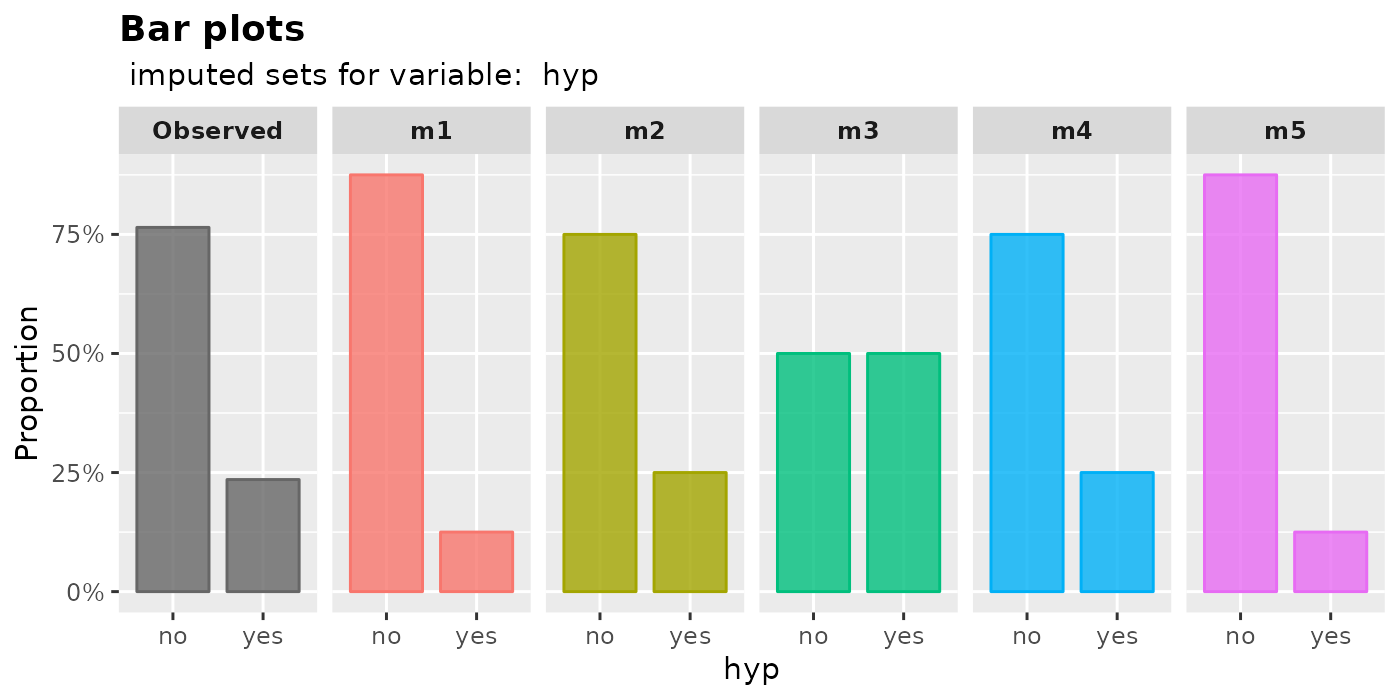 Bar plots
imputed sets for variable:  hyp
Observed m1 m2 m3 m4 m5
Proportion
75%
50%
25%
0%
no yes no yes no yes no yes no yes no yes
hyp